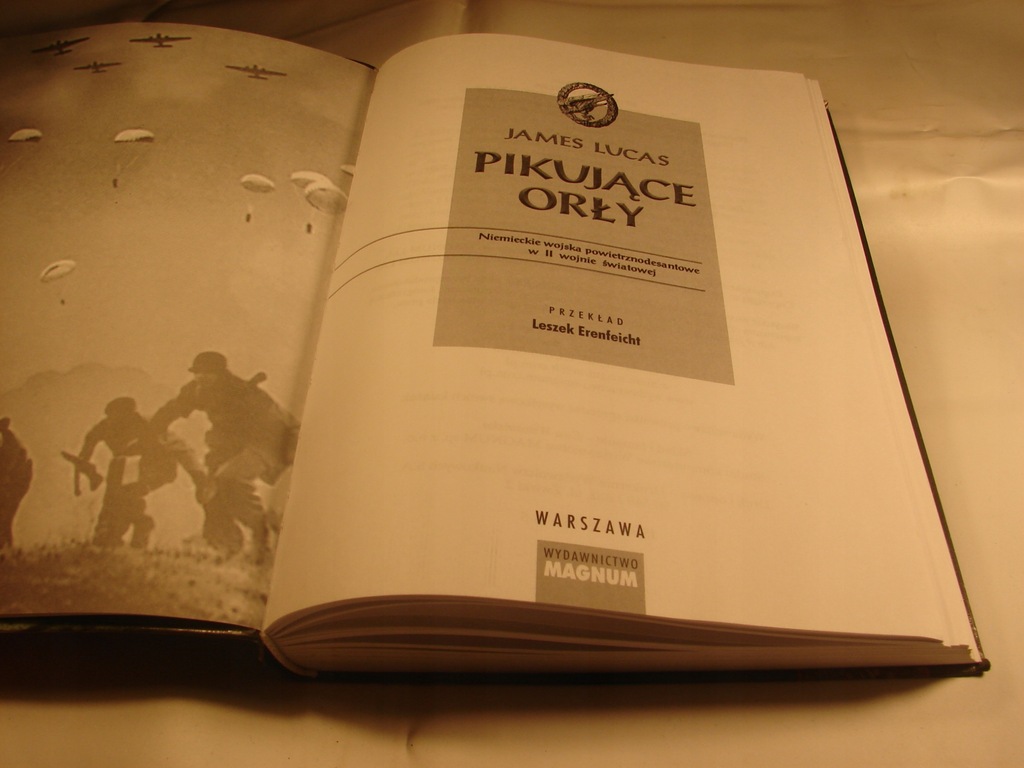 JAMES LUCAS
PIKUJĄCE
ORŁY
Niemieckie wojska powietrznodesantowe
w II wojnie światowej
PRZEKŁAD
Leszek Erenfeicht
WARSZAWA
WYDAWNICTWO
MAGNUM